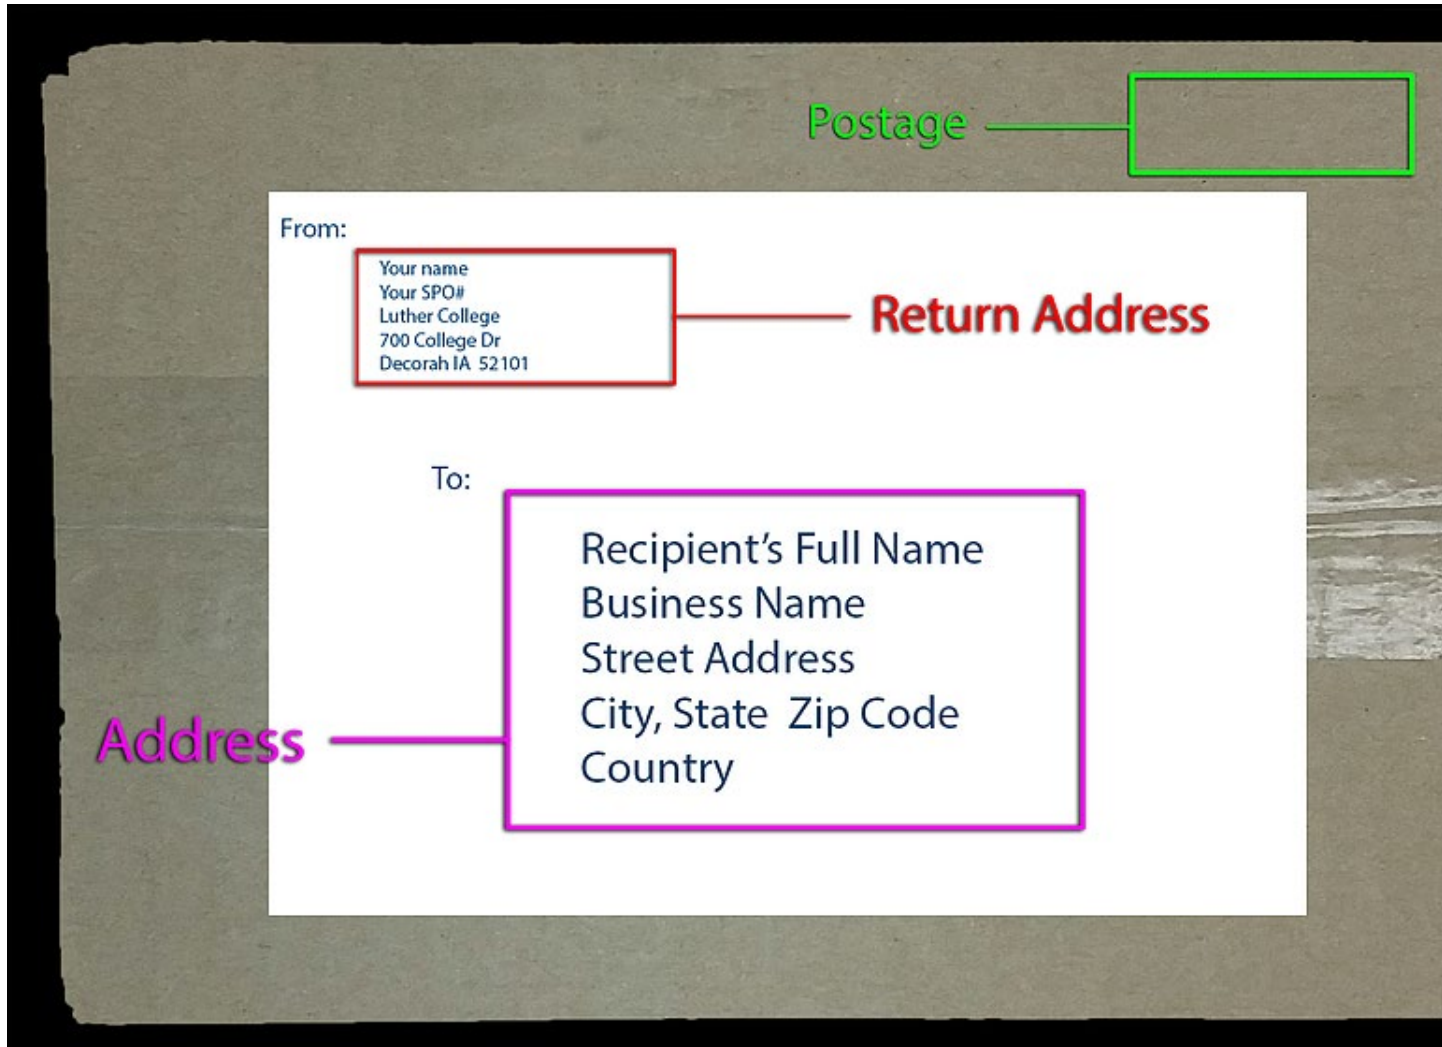 Postage
From:
Your name
Your SPO#
Luther College
700 College Dr
Decorah IA  52101
Return Address
To:
Recipient's Full Name
Business Name
Street Address
City, State  Zip Code
Country
Address